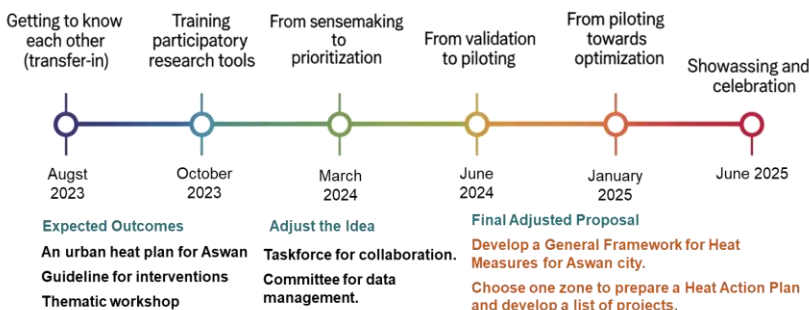 Getting to know
each other
(transfer-in)
Training
participatory
research tools
From sensemaking
to
prioritization
From validation
to piloting
From piloting
towards
optimization
Showassing and
celebration
Augst
2023
October
2023
March
2024
June
2024
January
2025
June 2025
Expected Outcomes
An urban heat plan for Aswan
Guideline for interventions
Thematic workshop
Adjust the Idea
Taskforce for collaboration.
Committee for data
management.
Final Adjusted Proposal
Develop a General Framework for Heat
Measures for Aswan city.
Choose one zone to prepare a Heat Action Plan
and develop a list of projects.